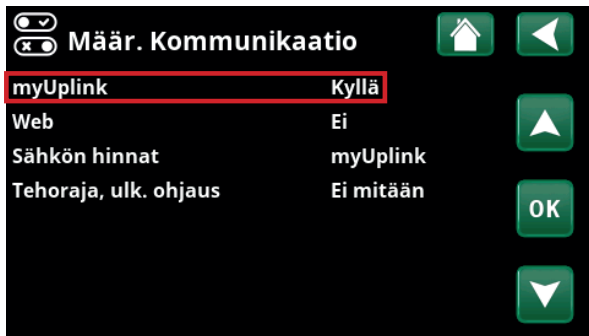 Määr. Kommunikaatio
myUplink Kyllä
Web Ei
Sähkön hinnat myUplink
Tehoraja, ulk. ohjaus Ei mitään
OK